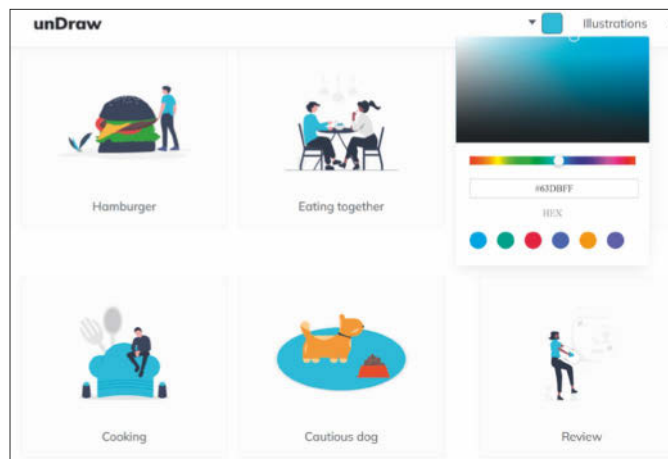 unDraw
Illustrations
#63DBFF
HEX
Hamburger
Eating together
Cooking
Cautious dog
Review